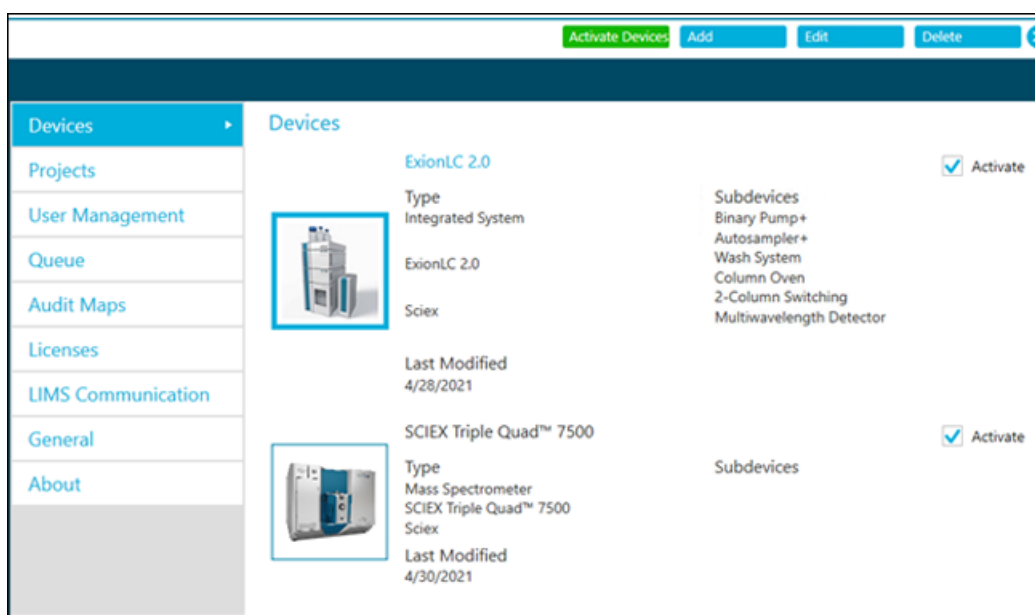 Activate Devices Add Edit Delete
Devices
Projects
User Management
Queue
Audit Maps
Licenses
LIMS Communication
General
About
Devices
ExionLC 2.0
Activate
Type
Integrated System
ExionLC 2.0
Sciex
Subdevices
Binary Pump+
Autosampler+
Wash System
Column Oven
2-Column Switching
Multiwavelength Detector
Last Modified
4/28/2021
SCIEX Triple Quad™ 7500
Activate
Type
Mass Spectrometer
SCIEX Triple Quad™ 7500
Sciex
Subdevices
Last Modified
4/30/2021